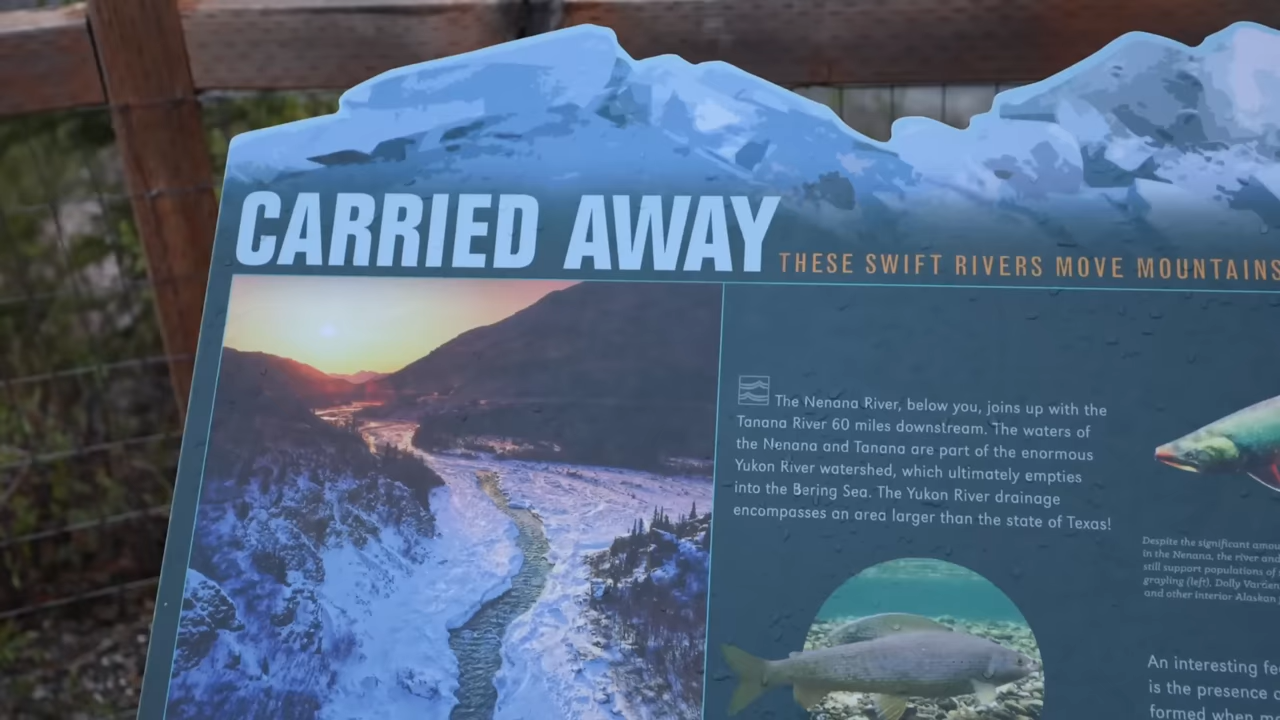 CARRIED AWAY
THESE SWIFT RIVERS MOVE MOUNTAINS
The Nenana River, below you, joins up with the
Tanana River 60 miles downstream. The waters of
the Nenana and Tanana are part of the enormous
Yukon River watershed, which ultimately empties
into the Bering Sea. The Yukon River drainage
encompasses an area larger than the state of Texas!
Despite the significant
in the Nenana, the river and
still support populations of
grayling (left), Dolly Varden
and other interior Alaskan
An interesting
is the presence
formed when